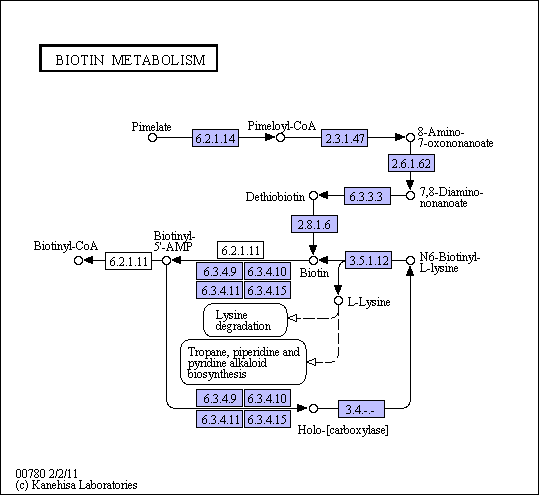 BIOTIN METABOLISM
Pimelate
6.2.1.14
Pimeloyl-CoA
2.3.1.47
8-Amino-
7-oxononanoate
2.6.1.62
7,8-Diamino-
nonanoate
6.3.3.3
Dethiobiotin
2.8.1.6
Biotinyl-CoA
6.2.1.11
Biotinyl-
5'-AMP
6.2.1.11
6.3.4.9 6.3.4.10
6.3.4.11 6.3.4.15
Biotin
3.5.1.12
N6-Biotinyl-
L-lysine
L-Lysine
Lysine
degradation
Tropane, piperidine and
pyridine alkaloid
biosynthesis
6.3.4.9 6.3.4.10
6.3.4.11 6.3.4.15
3.4.-.-
Holo-[carboxylase]
00780 2/2/11
(c) Kanehisa Laboratories